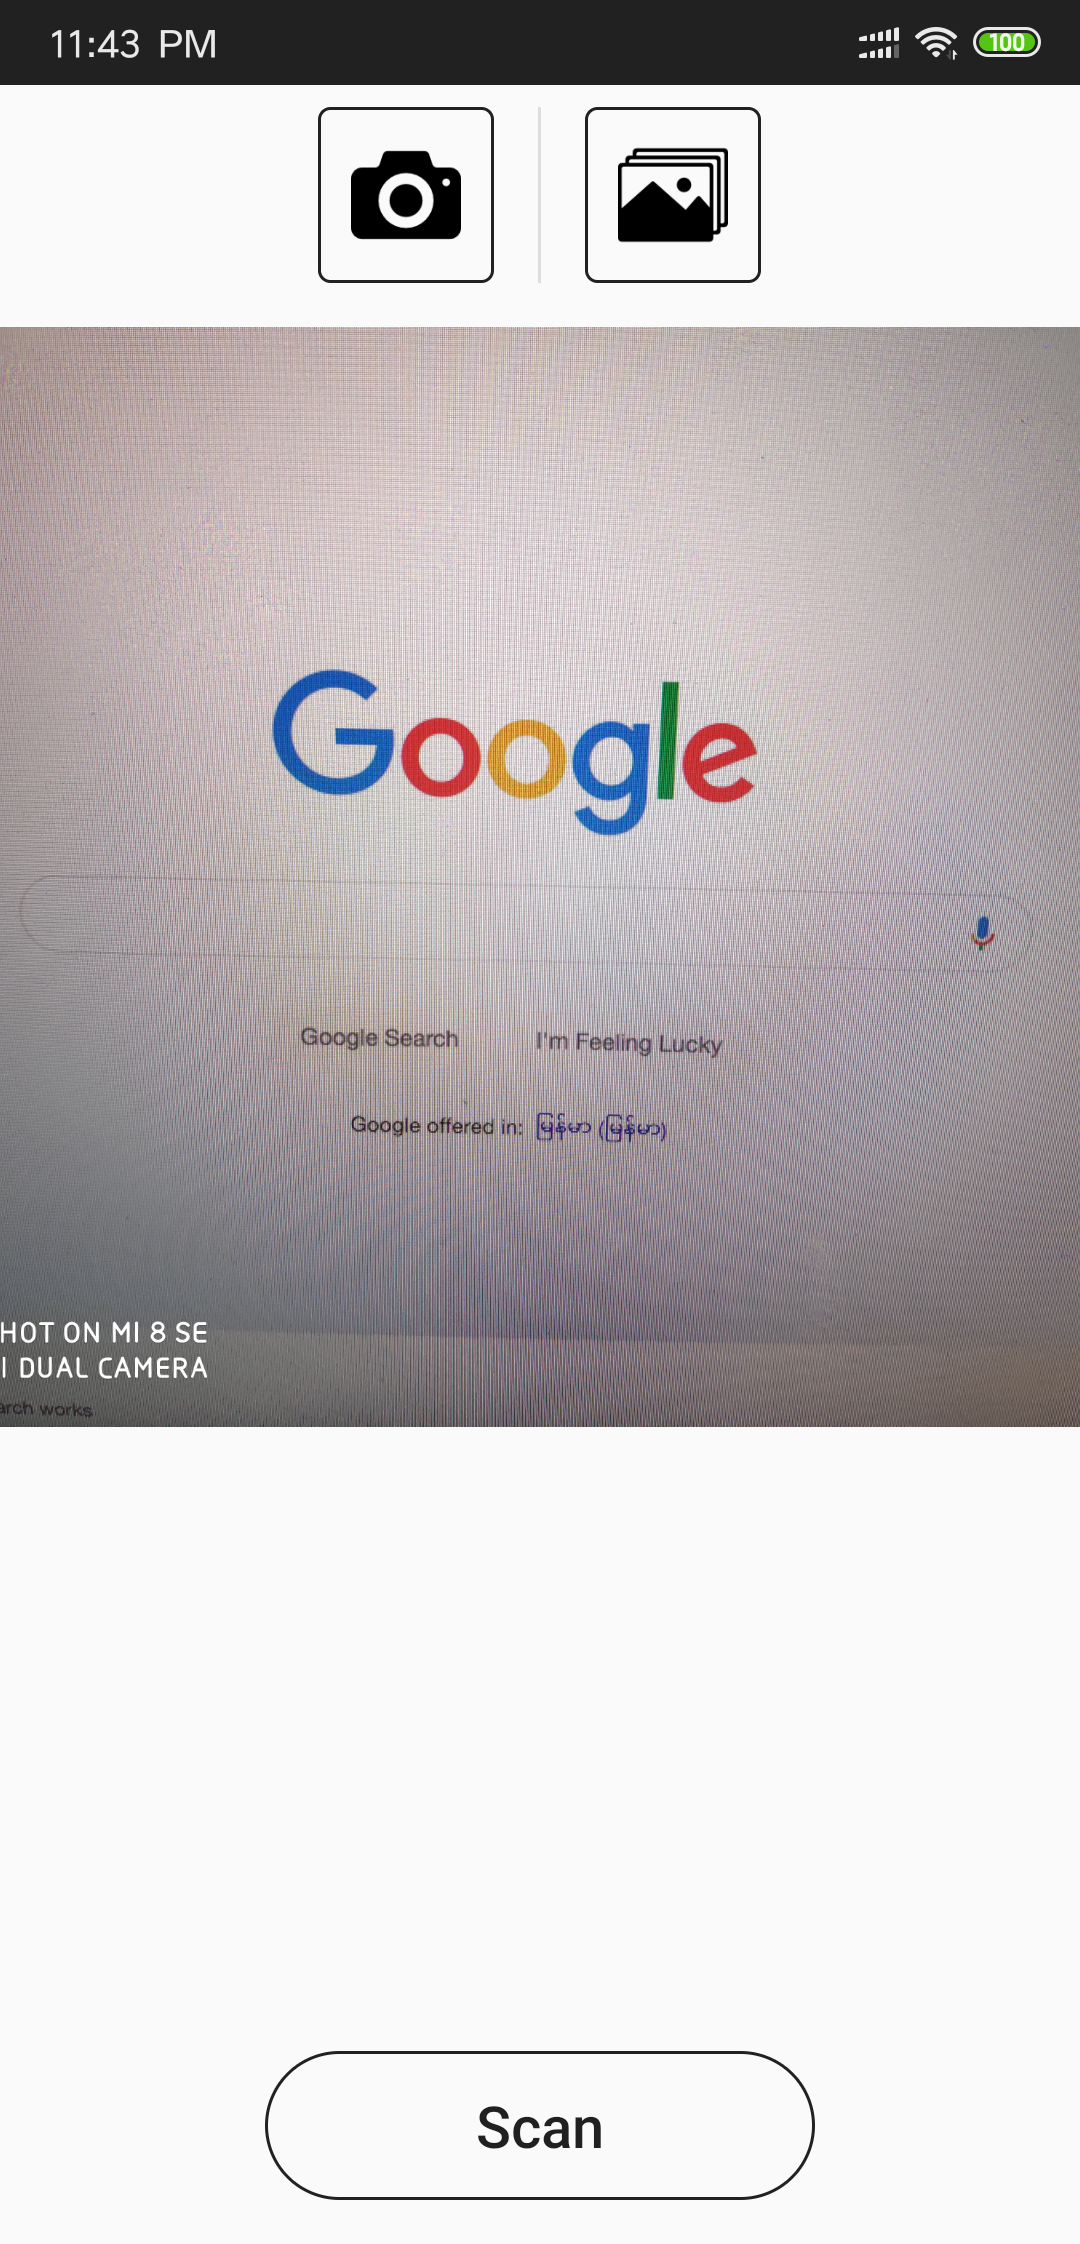 11:43 PM
100
Google
Google Search I'm Feeling Lucky
Google offered in: မြန်မာ (မြန်မာ)
HOT ON MI 8 SE
I DUAL CAMERA
arch works
Scan